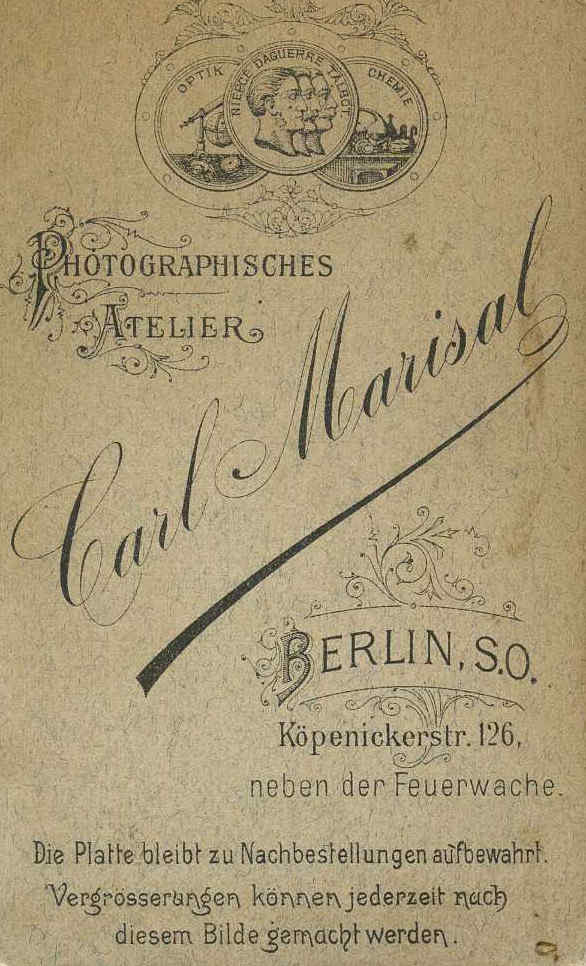 OPTIK
NIEPCE DAGUERRE TALBOT
CHEMIE
PHOTOGRAPHISCHES
ATELIER
Carl Marisal
BERLIN, S.O.
Köpenickerstr. 126,
neben der Feuerwache.
Die Platte bleibt zu Nachbestellungen aufbewahrt.
Vergrösserungen können jederzeit nach
diesem Bilde gemacht werden.